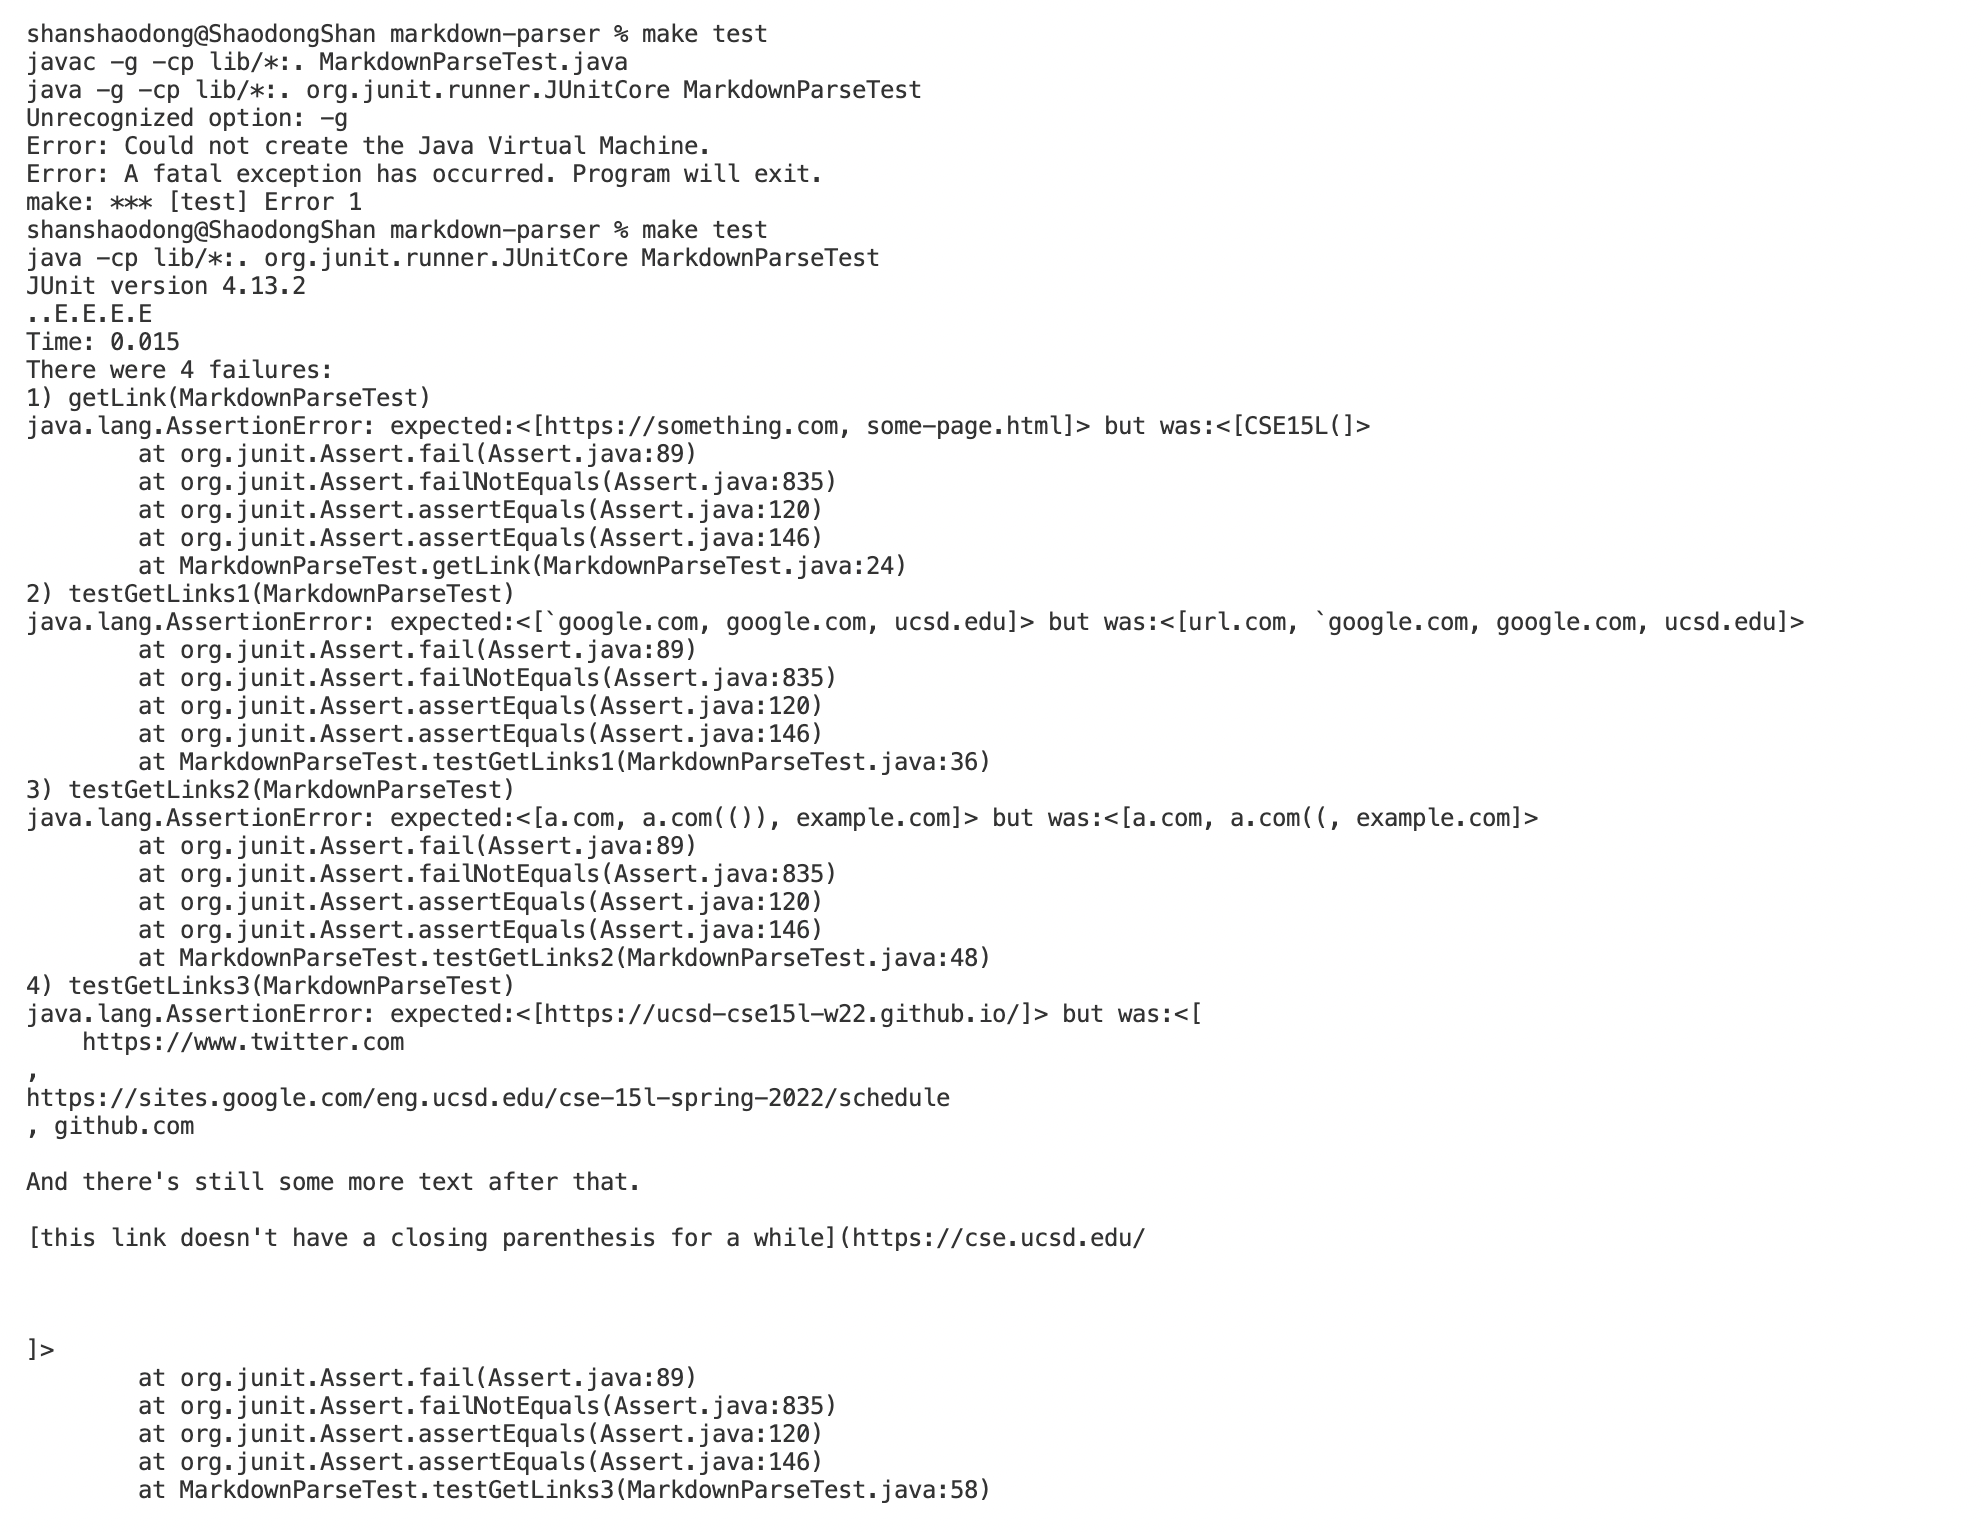 shanshaodong@ShaodongShan markdown-parser % make test
javac -g -cp lib/*:. MarkdownParseTest.java
java -g -cp lib/*:. org.junit.runner.JUnitCore MarkdownParseTest
Unrecognized option: -g
Error: Could not create the Java Virtual Machine.
Error: A fatal exception has occurred. Program will exit.
make: *** [test] Error 1
shanshaodong@ShaodongShan markdown-parser % make test
java -cp lib/*:. org.junit.runner.JUnitCore MarkdownParseTest
JUnit version 4.13.2
..E.E.E.E
Time: 0.015
There were 4 failures:
1) getLink(MarkdownParseTest)
java.lang.AssertionError: expected:<[https://something.com, some-page.html]> but was:<[CSE15L(]>
        at org.junit.Assert.fail(Assert.java:89)
        at org.junit.Assert.failNotEquals(Assert.java:835)
        at org.junit.Assert.assertEquals(Assert.java:120)
        at org.junit.Assert.assertEquals(Assert.java:146)
        at MarkdownParseTest.getLink(MarkdownParseTest.java:24)
2) testGetLinks1(MarkdownParseTest)
java.lang.AssertionError: expected:<[`google.com, google.com, ucsd.edu]> but was:<[url.com, `google.com, google.com, ucsd.edu]>
        at org.junit.Assert.fail(Assert.java:89)
        at org.junit.Assert.failNotEquals(Assert.java:835)
        at org.junit.Assert.assertEquals(Assert.java:120)
        at org.junit.Assert.assertEquals(Assert.java:146)
        at MarkdownParseTest.testGetLinks1(MarkdownParseTest.java:36)
3) testGetLinks2(MarkdownParseTest)
java.lang.AssertionError: expected:<[a.com, a.com(()), example.com]> but was:<[a.com, a.com((, example.com]>
        at org.junit.Assert.fail(Assert.java:89)
        at org.junit.Assert.failNotEquals(Assert.java:835)
        at org.junit.Assert.assertEquals(Assert.java:120)
        at org.junit.Assert.assertEquals(Assert.java:146)
        at MarkdownParseTest.testGetLinks2(MarkdownParseTest.java:48)
4) testGetLinks3(MarkdownParseTest)
java.lang.AssertionError: expected:<[https://ucsd-cse15l-w22.github.io/]> but was:<[
    https://www.twitter.com
,
https://sites.google.com/eng.ucsd.edu/cse-15l-spring-2022/schedule
, github.com

And there's still some more text after that.

[this link doesn't have a closing parenthesis for a while](https://cse.ucsd.edu/



]>
        at org.junit.Assert.fail(Assert.java:89)
        at org.junit.Assert.failNotEquals(Assert.java:835)
        at org.junit.Assert.assertEquals(Assert.java:120)
        at org.junit.Assert.assertEquals(Assert.java:146)
        at MarkdownParseTest.testGetLinks3(MarkdownParseTest.java:58)